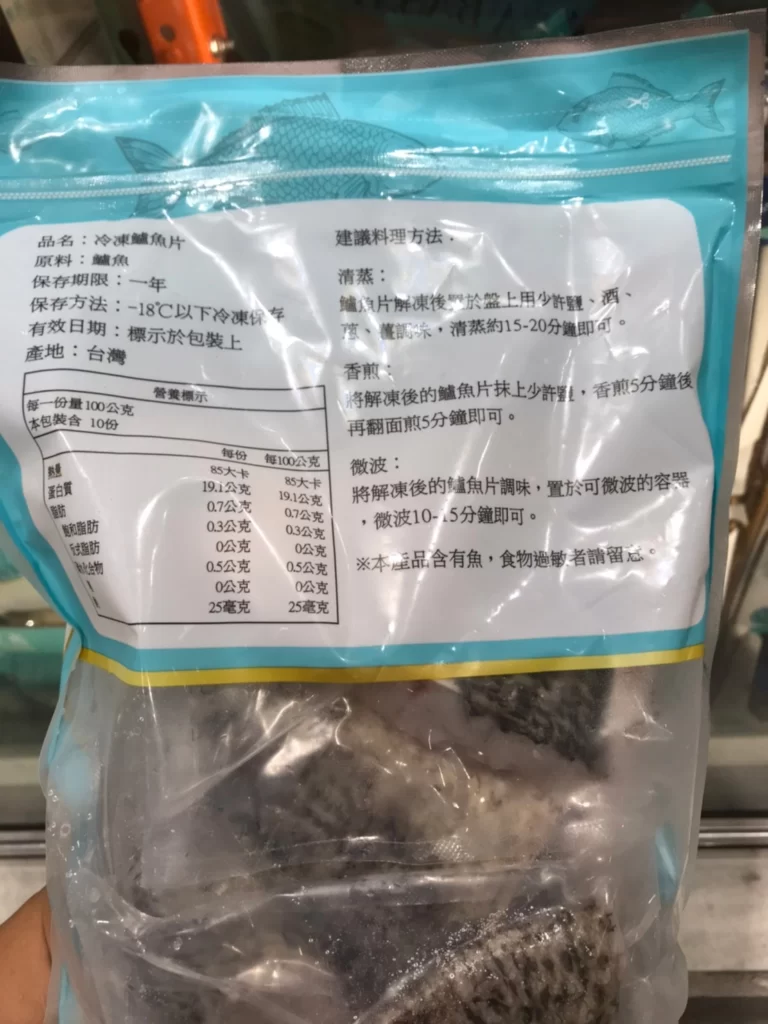 品名：冷凍鱸魚片
原料：鱸魚
保存期限：一年
保存方法：-18℃以下冷凍保存
有效日期：標示於包裝上
產地：台灣
營養標示
每一份量100公克
本包裝含 10份
每份 每100公克
熱量 85大卡 85大卡
蛋白質 19.1公克 19.1公克
脂肪 0.7公克 0.7公克
飽和脂肪 0.3公克 0.3公克
反式脂肪 0公克 0公克
化合物 0.5公克 0.5公克
0公克 0公克
25毫克 25毫克
建議料理方法：
清蒸：
鱸魚片解凍後置於盤上用少許鹽、酒、
蔥、薑調味，清蒸約15-20分鐘即可。
香煎：
將解凍後的鱸魚片抹上少許鹽，香煎5分鐘後
再翻面煎5分鐘即可。
微波：
將解凍後的鱸魚片調味，置於可微波的容器
，微波10-15分鐘即可。
※本產品含有魚，食物過敏者請留意。